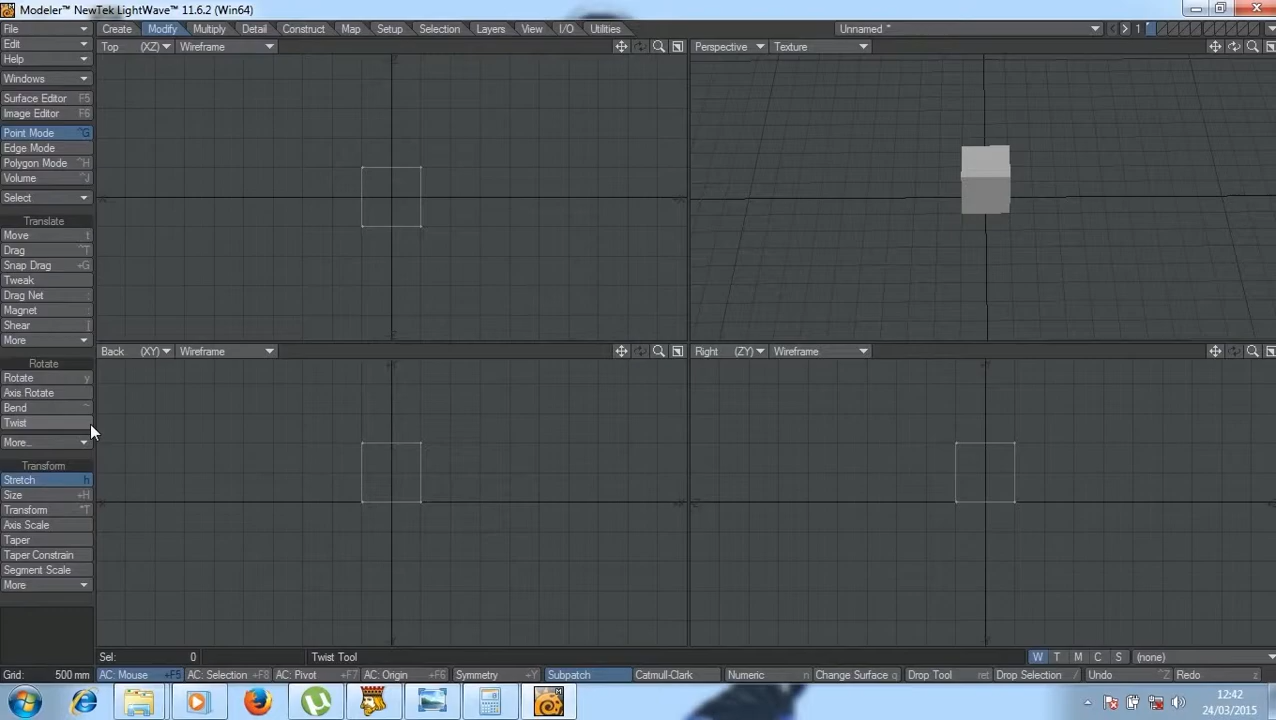 Modeler™ NewTek LightWave™ 11.6.2 (Win64)
File
Create Modify Multiply Detail Construct Map Setup Selection Layers View I/O Utilities Unnamed * 1
Edit
Help
Top (XZ) Wireframe
Perspective Texture
Windows
Surface Editor F5
Image Editor F6
Point Mode ^G
Edge Mode
Polygon Mode ^H
Volume ^J
Select
Translate
Move t
Drag ^T
Snap Drag +G
Tweak
Drag Net ;
Magnet :
Shear [
More
Back (XY) Wireframe
Right (ZY) Wireframe
Rotate
Rotate y
Axis Rotate
Bend ~
Twist
More...
Transform
Stretch h
Size +H
Transform ^T
Axis Scale
Taper
Taper Constrain
Segment Scale
More
Sel: 0 Twist Tool W T M C S (none)
Grid: 500 mm AC: Mouse +F5 AC: Selection +F8 AC: Pivot +F7 AC: Origin +F6 Symmetry +Y Subpatch Catmull-Clark Numeric n Change Surface q Drop Tool ret Drop Selection / Undo ^Z Redo z
12:42
24/03/2015